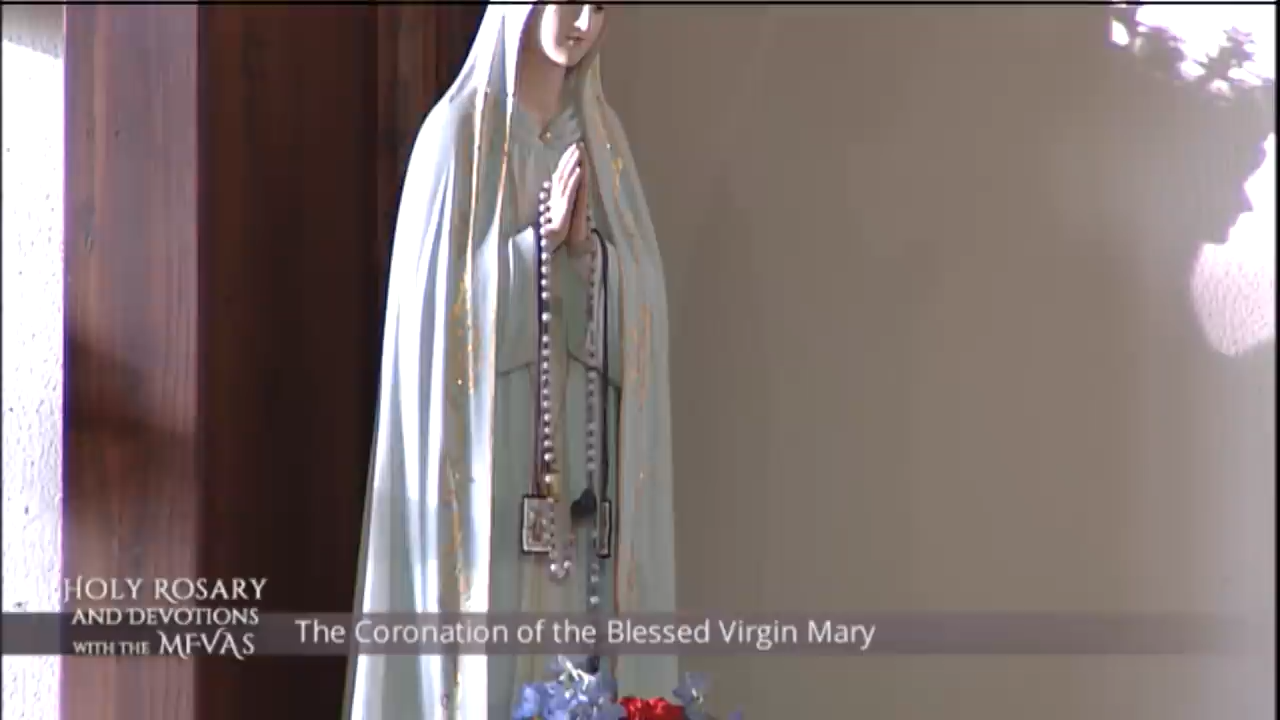 HOLY ROSARY
AND DEVOTIONS
WITH THE MFVAS
The Coronation of the Blessed Virgin Mary